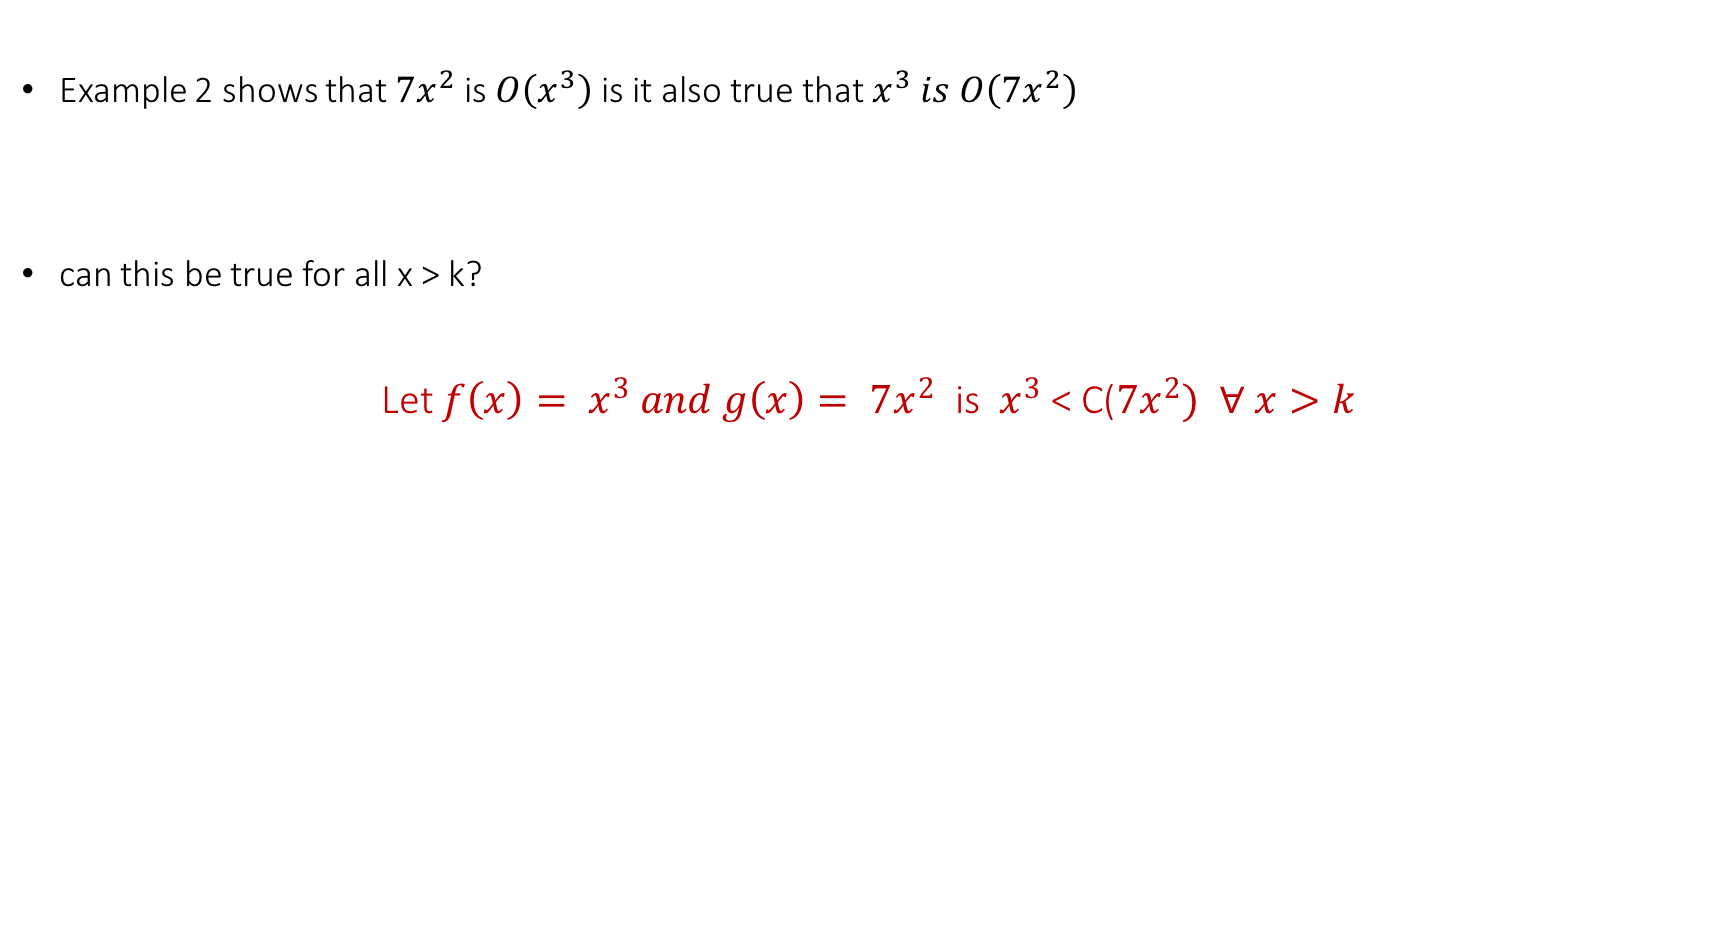 • Example 2 shows that 7x² is O(x³) is it also true that x³ is O(7x²)
• can this be true for all x > k?
Let f(x) = x³ and g(x) = 7x² is x³ < C(7x²) ∀ x > k